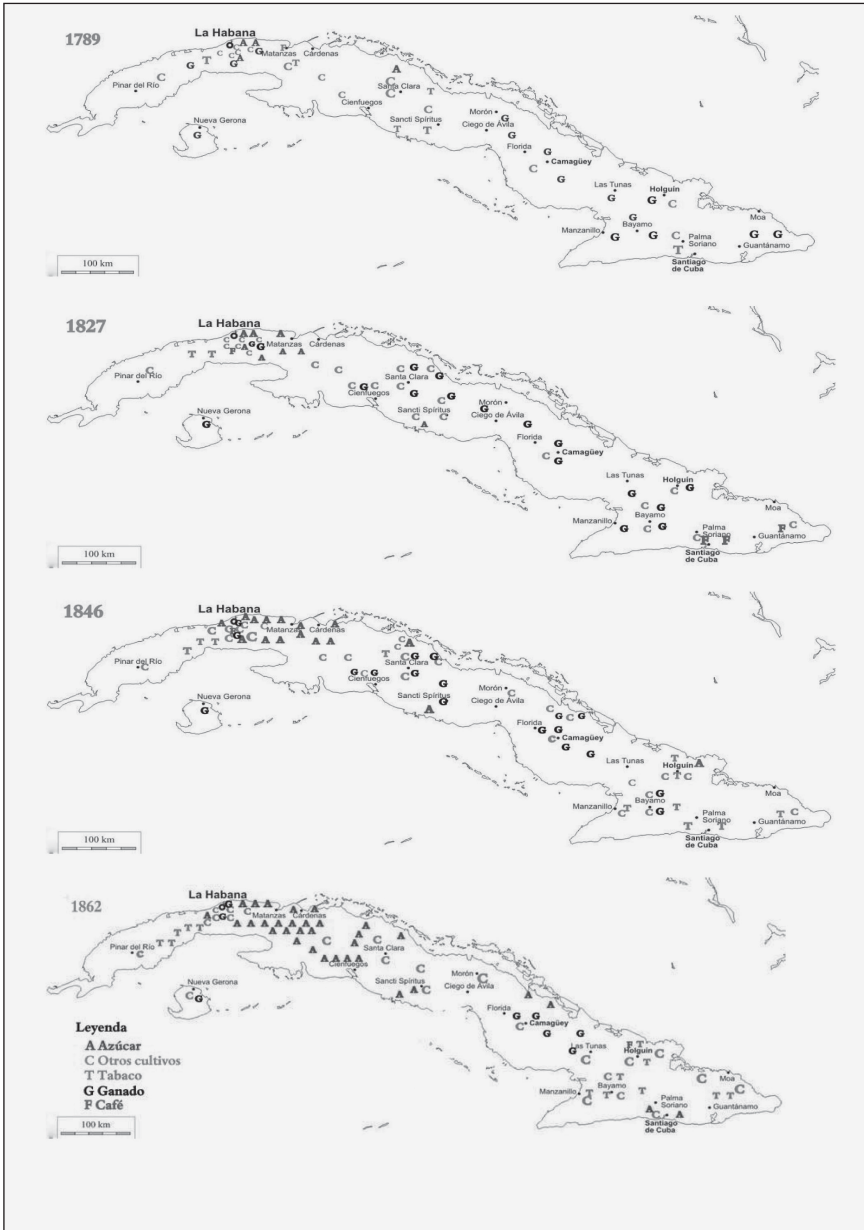 1789
La Habana
A A F
Matanzas
Cárdenas
C C G
C C A
G T G
C T
C
Pinar del Río
C
A
C
Santa Clara
T
C
C
Cienfuegos
C
Sancti Spíritus
T T
Morón
G
Ciego de Ávila
G
Nueva Gerona
G
Florida
G
Camagüey
C
G
Las Tunas
G
Holguín
G C
G
Bayamo
Manzanillo
G G
C
Palma
Soriano
T
Santiago
de Cuba
Moa
G G
Guantánamo
100 km
1827
La Habana
Matanzas
Cárdenas
T T F A
A A A
C
Pinar del Río
C C
G C
Santa Clara
G
C
Cienfuegos
G C C
G
C
Sancti Spíritus
C C
A
Morón
G
Ciego de Ávila
G
Nueva Gerona
G
Florida
G
Camagüey
C G
Las Tunas
G
Holguín
C G
C G
Bayamo
Manzanillo
G C G
Palma
Soriano
C F F
Santiago
de Cuba
Moa
F C
Guantánamo
100 km
1846
La Habana
Matanzas
Cárdenas
T T T
Pinar del Río
C
C C T
C A
C G G
Santa Clara
C
C G
G C G
Cienfuegos
G
Sancti Spíritus
G
A
Morón
C
Ciego de Ávila
Nueva Gerona
G
C
G C G
Florida
G G
Camagüey
C
G G
Las Tunas
C
T A
Holguín
C T C
C G
Bayamo
Manzanillo
C T C G
T
Palma
Soriano
T T
Santiago
de Cuba
Moa
T C
Guantánamo
100 km
1862
La Habana
Matanzas
Cárdenas
T T T
T T
Pinar del Río
C
A A A A
Cienfuegos
Santa Clara
C
C
Sancti Spíritus
A A C
Morón
C
Ciego de Ávila
Nueva Gerona
C G
A
A
Florida
G G
Camagüey
C
G G
G
Las Tunas
C
F T
Holguín
C
C T
C T
Bayamo
Manzanillo
T T C
C
T
Palma
Soriano
A C A
Santiago
de Cuba
Moa
C C
T T
Guantánamo
Leyenda
A Azúcar
C Otros cultivos
T Tabaco
G Ganado
F Café
100 km